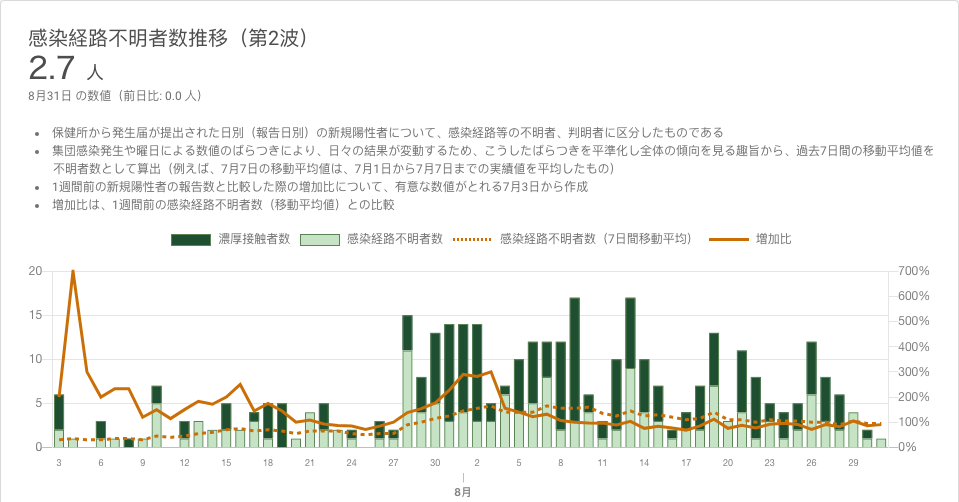 感染経路不明者数推移（第2波）
2.7 人
8月31日 の数値（前日比: 0.0 人）
• 保健所から発生届が提出された日別（報告日別）の新規陽性者について、感染経路等の不明者、判明者に区分したものである
• 集団感染発生や曜日による数値のばらつきにより、日々の結果が変動するため、こうしたばらつきを平準化し全体の傾向を見る趣旨から、過去7日間の移動平均値を
不明者数として算出（例えば、7月7日の移動平均値は、7月1日から7月7日までの実績値を平均したもの）
• 1週間前の新規陽性者の報告数と比較した際の増加比について、有意な数値がとれる7月3日から作成
• 増加比は、1週間前の感染経路不明者数（移動平均値）との比較
濃厚接触者数 感染経路不明者数 感染経路不明者数（7日間移動平均） 増加比
20 700%
600%
15 500%
400%
10 300%
5 200%
100%
0 0%
3 6 9 12 15 18 21 24 27 30 2 5 8 11 14 17 20 23 26 29
8月